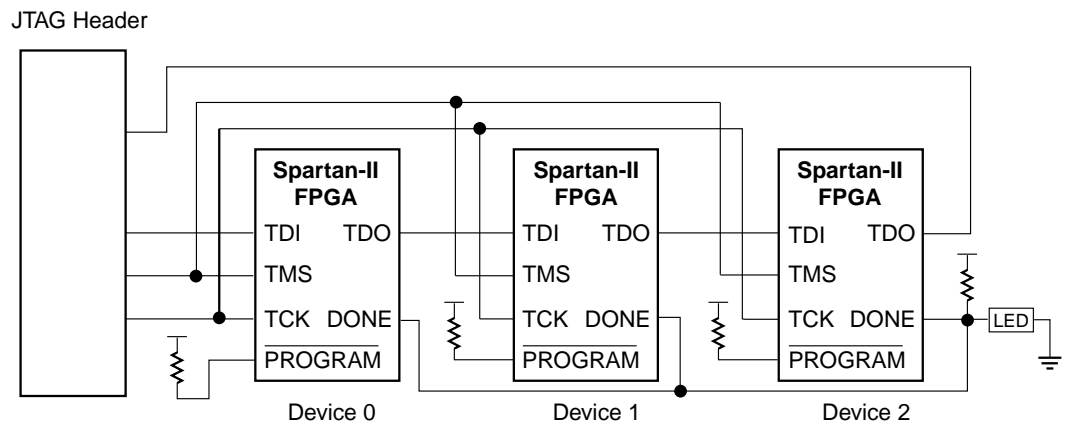 JTAG Header
Spartan-II
FPGA
TDI TDO
TMS
TCK DONE
PROGRAM
Device 0
Spartan-II
FPGA
TDI TDO
TMS
TCK DONE
PROGRAM
Device 1
Spartan-II
FPGA
TDI TDO
TMS
TCK DONE
PROGRAM
Device 2
LED